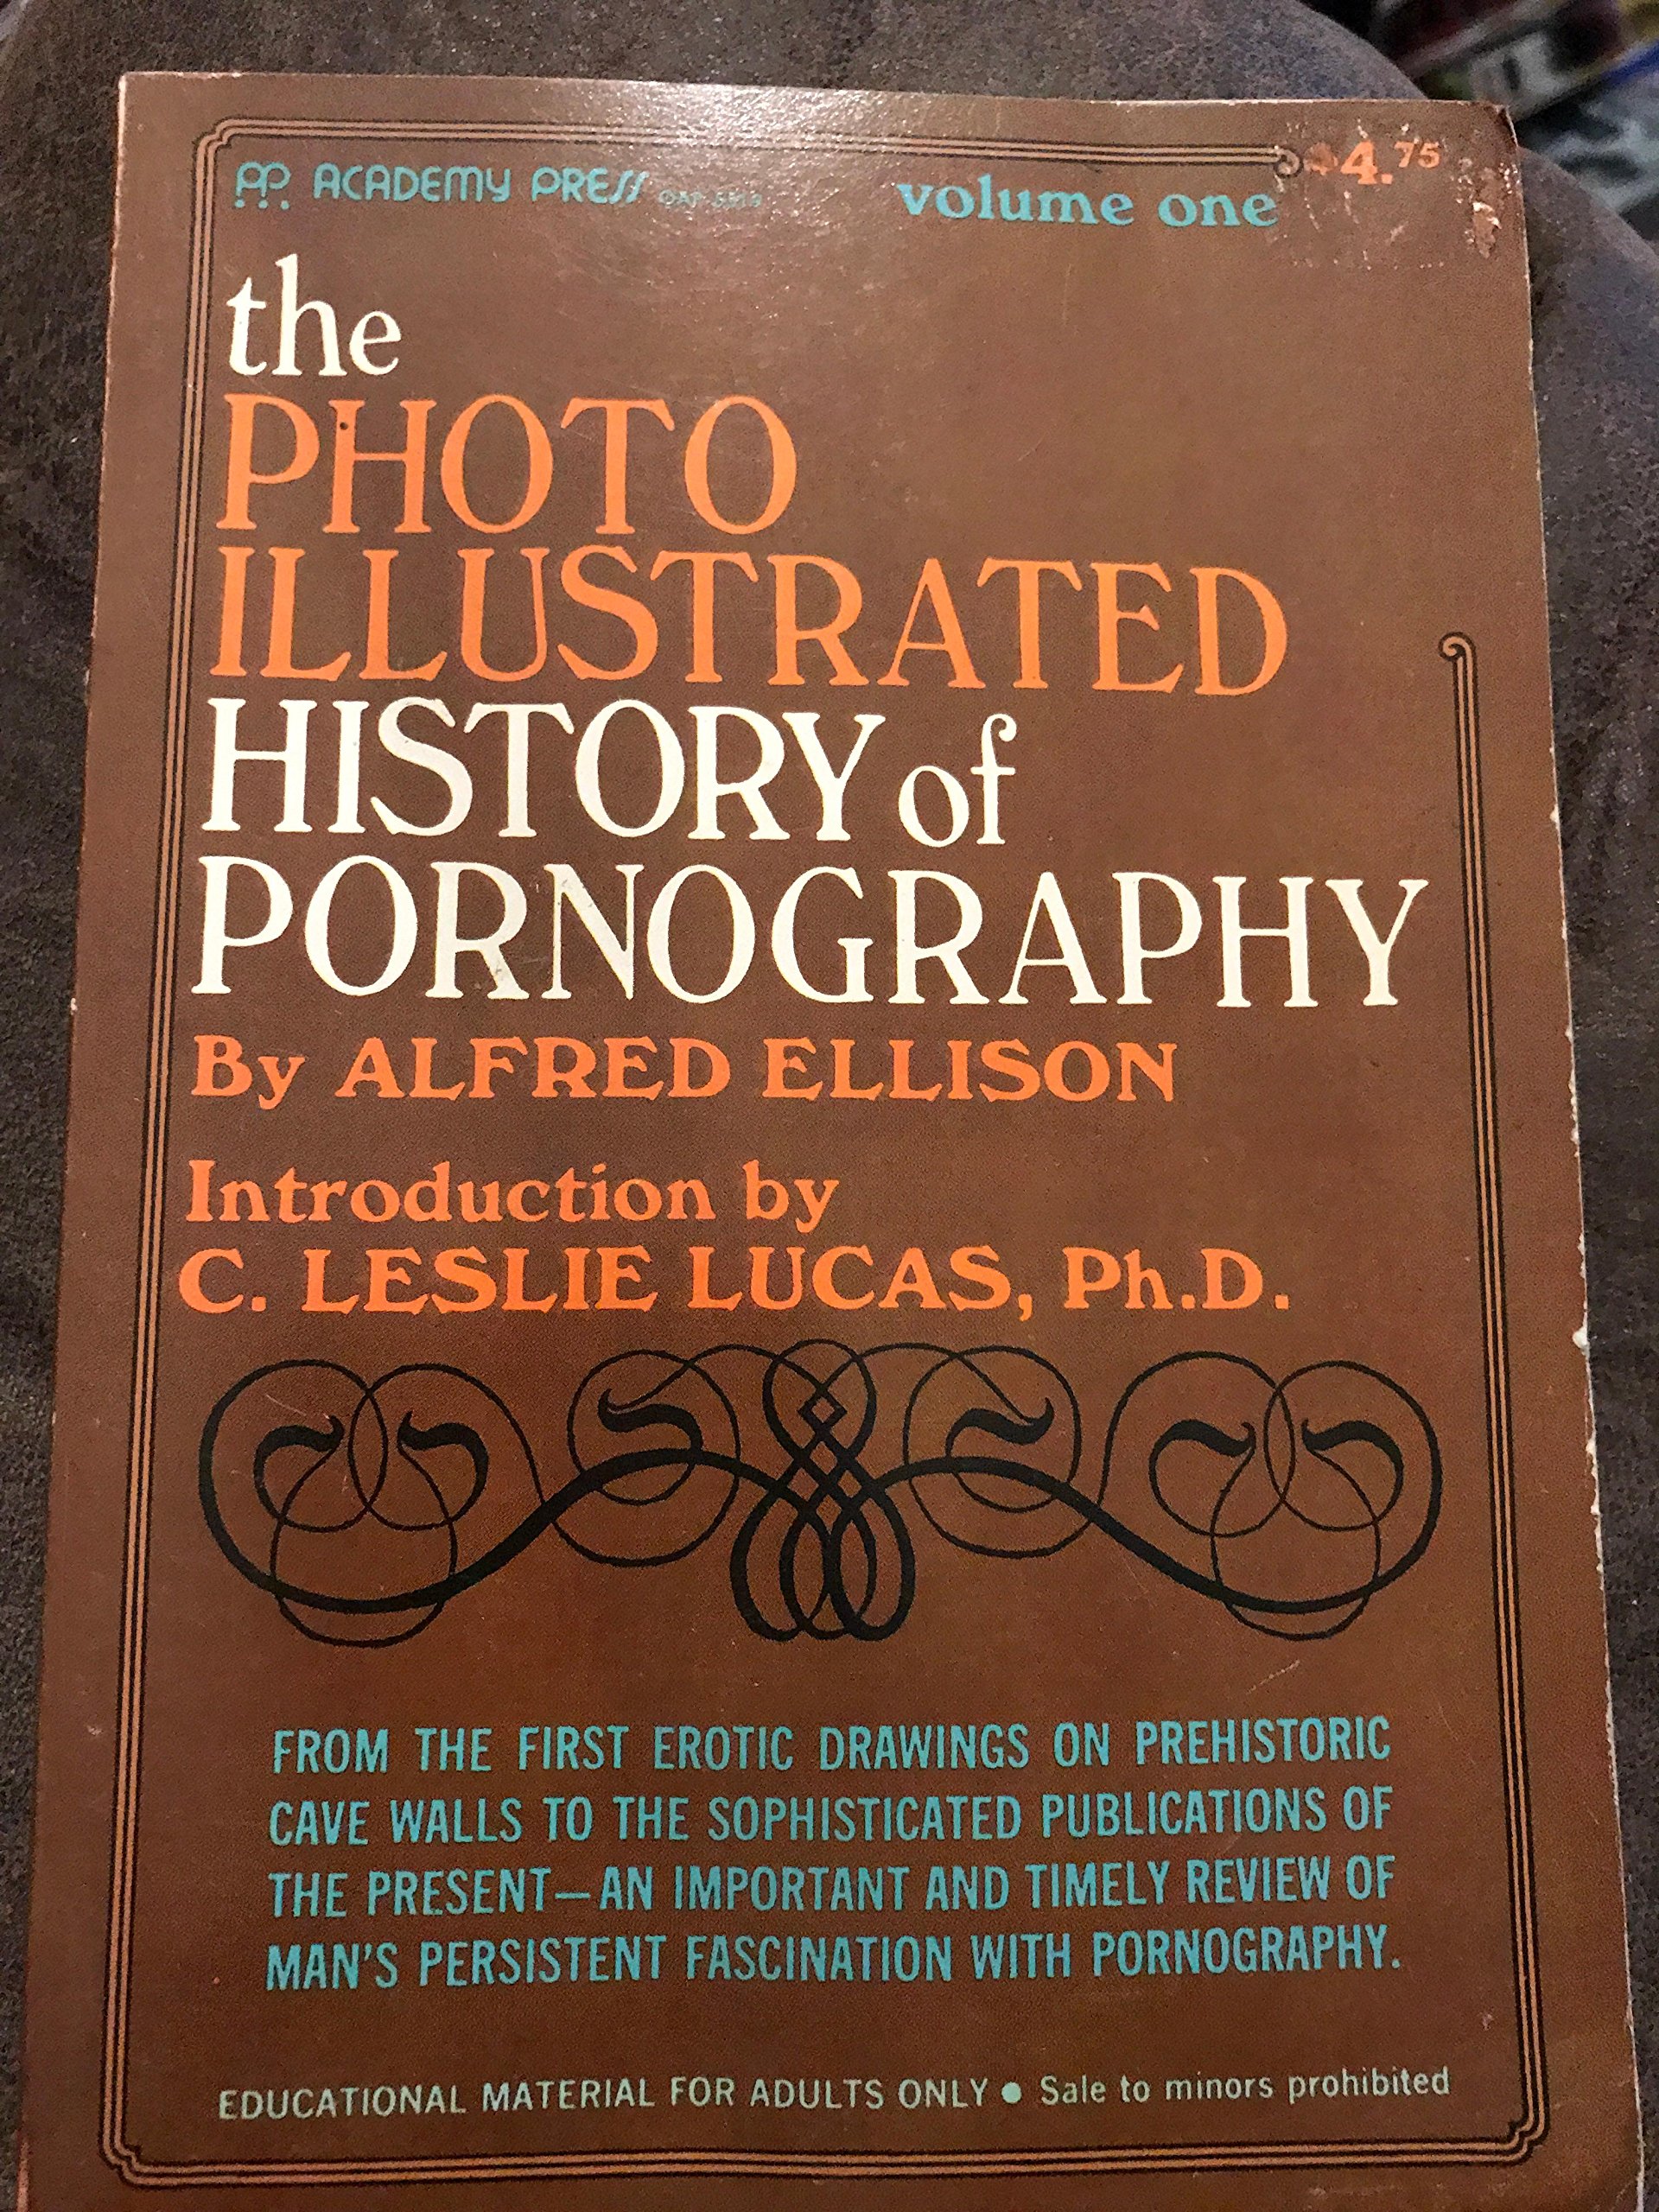 AP ACADEMY PRESS
volume one
$4.75
the
PHOTO
ILLUSTRATED
HISTORY of
PORNOGRAPHY
By ALFRED ELLISON
Introduction by
C. LESLIE LUCAS, Ph.D.
FROM THE FIRST EROTIC DRAWINGS ON PREHISTORIC
CAVE WALLS TO THE SOPHISTICATED PUBLICATIONS OF
THE PRESENT—AN IMPORTANT AND TIMELY REVIEW OF
MAN'S PERSISTENT FASCINATION WITH PORNOGRAPHY.
EDUCATIONAL MATERIAL FOR ADULTS ONLY ● Sale to minors prohibited